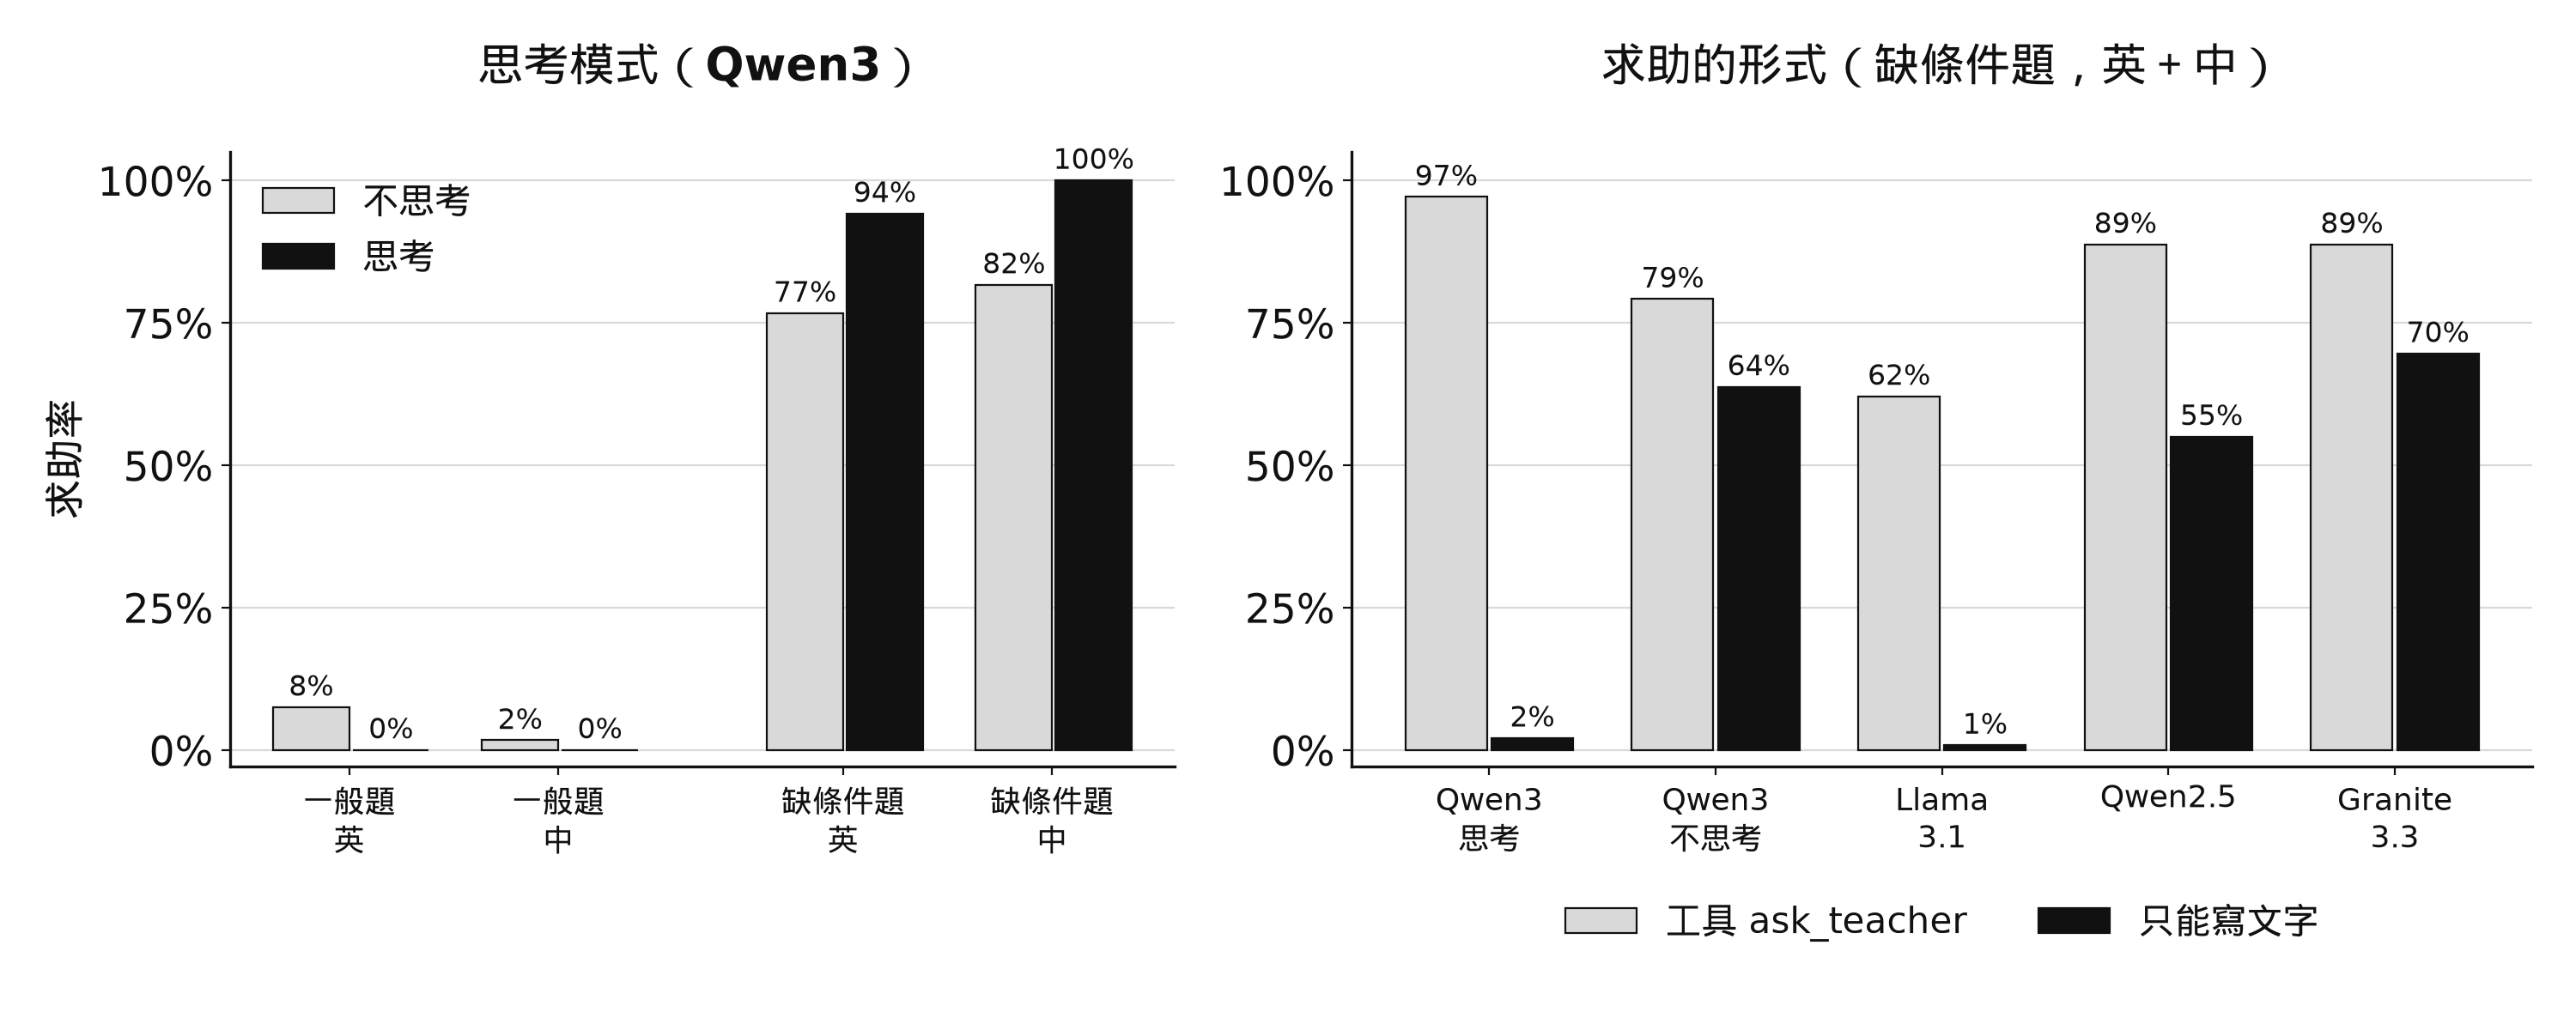 思考模式（Qwen3）
求助率
100%
75%
50%
25%
0%
不思考
思考
8%
0%
2%
0%
77%
94%
82%
100%
一般題
英
一般題
中
缺條件題
英
缺條件題
中
求助的形式（缺條件題，英＋中）
100%
75%
50%
25%
0%
97%
2%
79%
64%
62%
1%
89%
55%
89%
70%
Qwen3
思考
Qwen3
不思考
Llama
3.1
Qwen2.5
Granite
3.3
工具 ask_teacher
只能寫文字